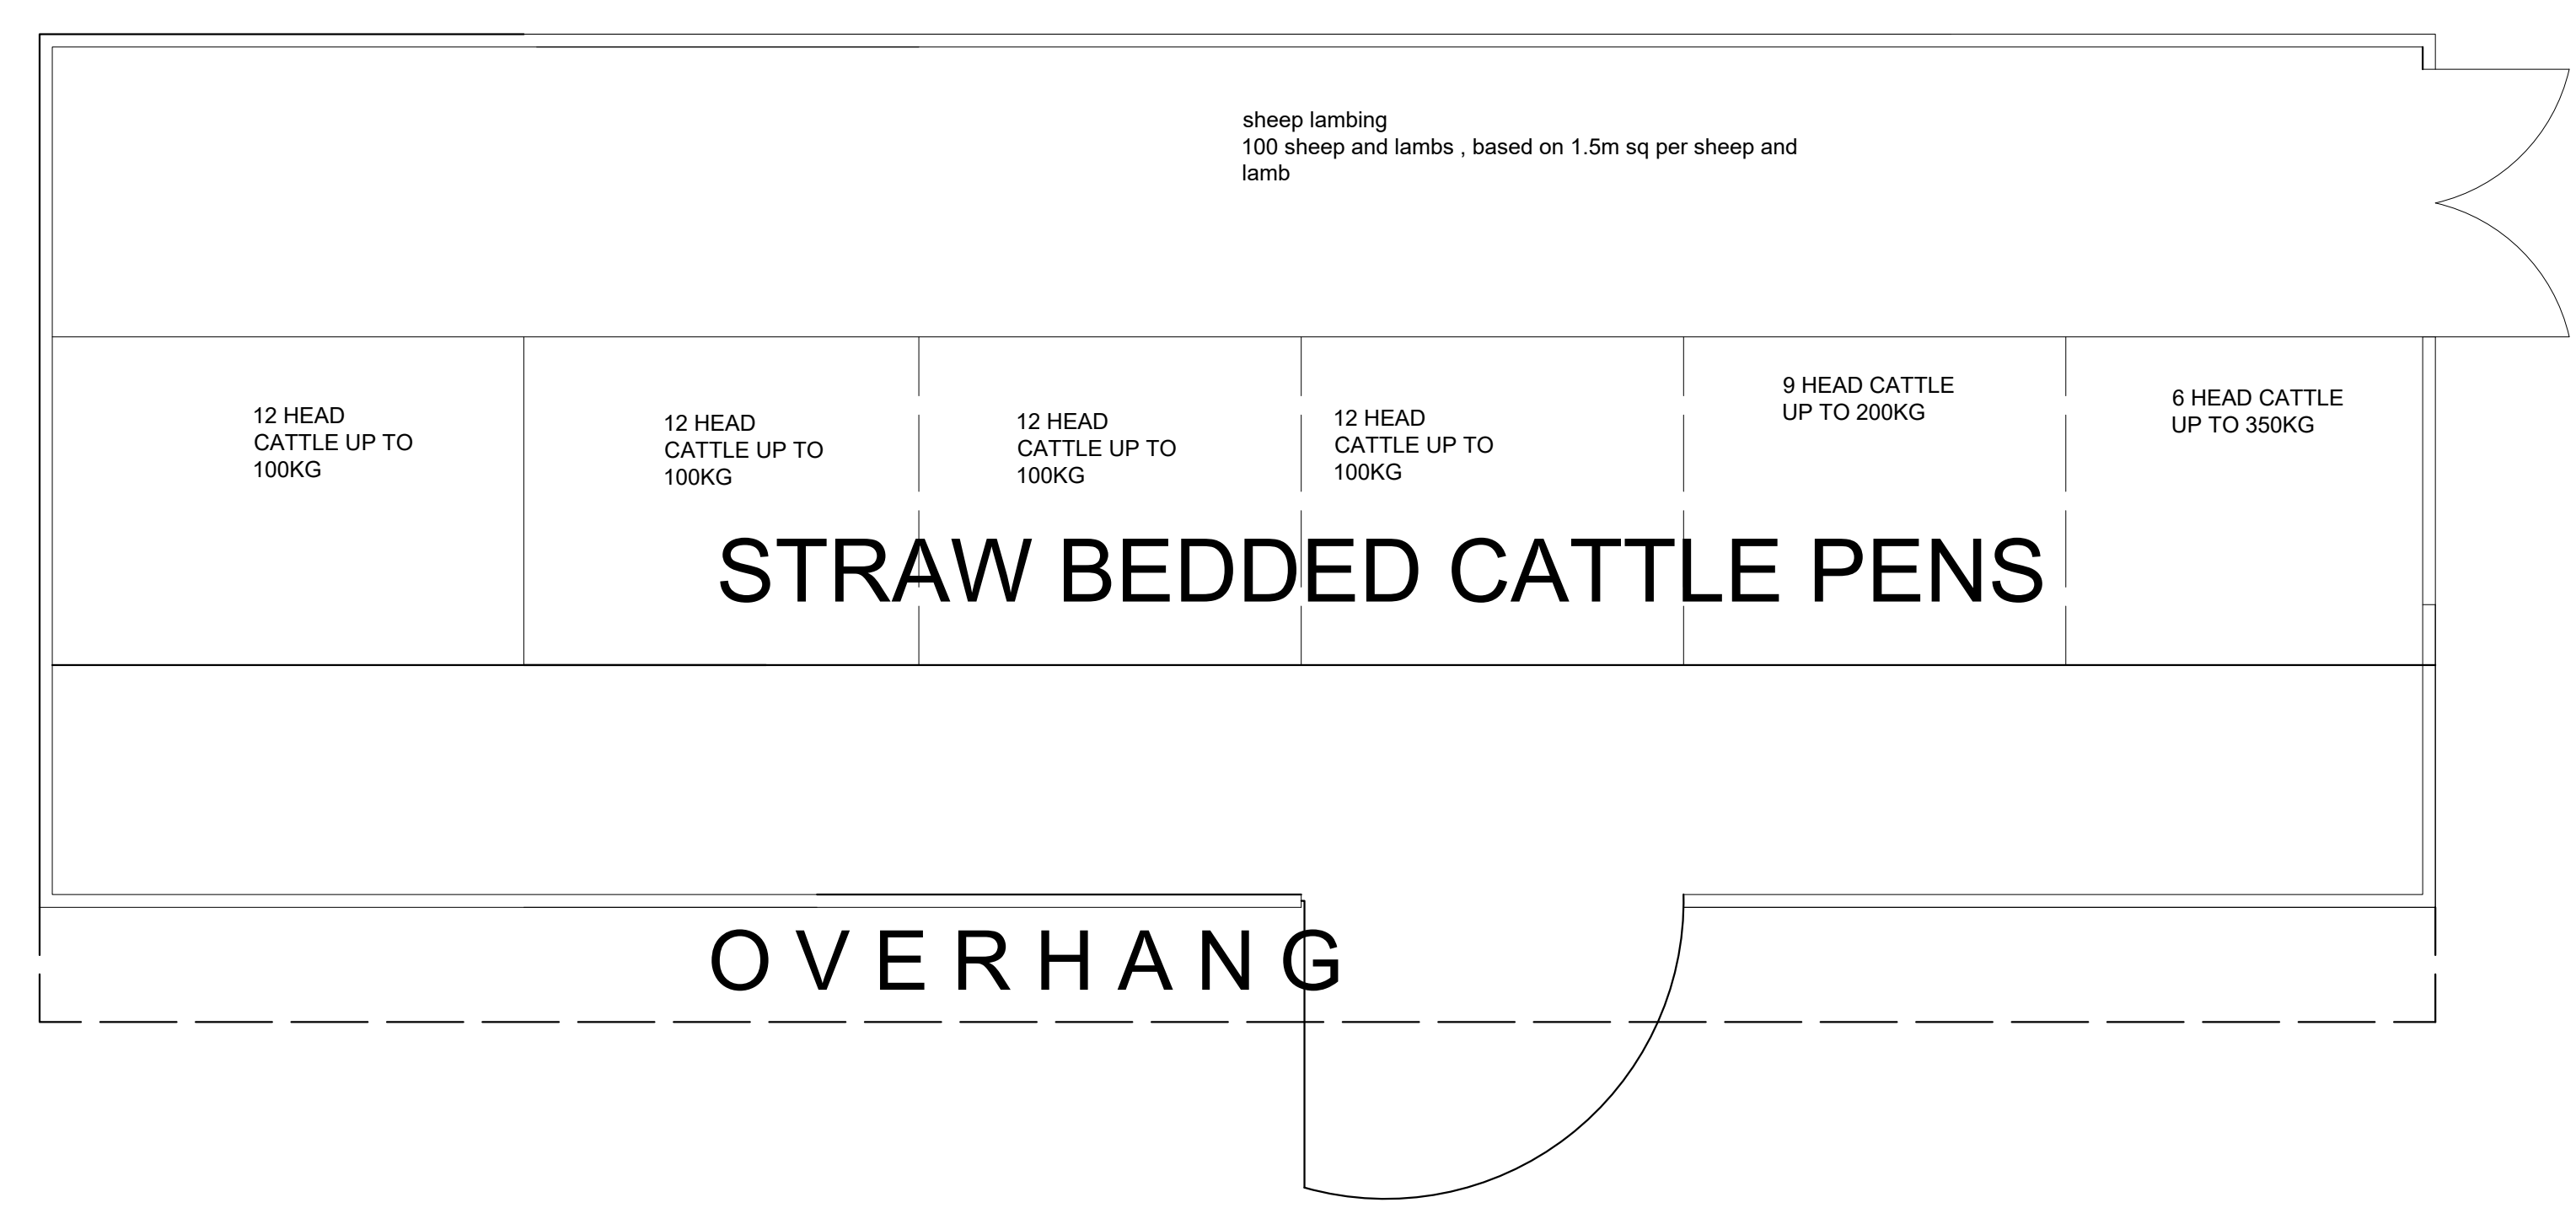 sheep lambing
100 sheep and lambs , based on 1.5m sq per sheep and
lamb
12 HEAD
CATTLE UP TO
100KG
12 HEAD
CATTLE UP TO
100KG
12 HEAD
CATTLE UP TO
100KG
12 HEAD
CATTLE UP TO
100KG
9 HEAD CATTLE
UP TO 200KG
6 HEAD CATTLE
UP TO 350KG
STRAW BEDDED CATTLE PENS
O V E R H A N G